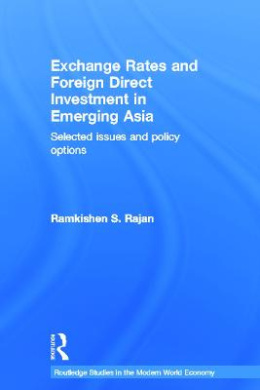 Exchange Rates and
Foreign Direct
Investment in
Emerging Asia
Selected issues and policy
options
Ramkishen S. Rajan
ROUTLEDGE
Routledge Studies in the Modern World Economy